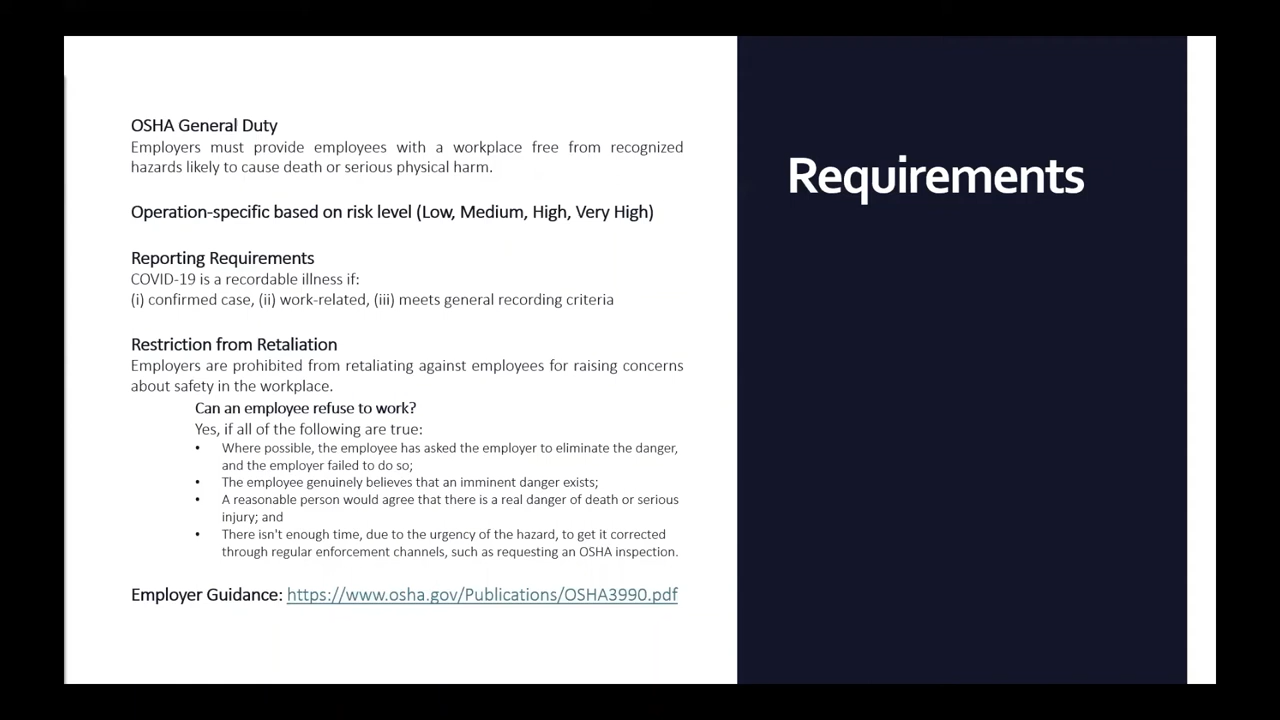 OSHA General Duty
Employers must provide employees with a workplace free from recognized
hazards likely to cause death or serious physical harm.
Operation-specific based on risk level (Low, Medium, High, Very High)
Reporting Requirements
COVID-19 is a recordable illness if:
(i) confirmed case, (ii) work-related, (iii) meets general recording criteria
Restriction from Retaliation
Employers are prohibited from retaliating against employees for raising concerns
about safety in the workplace.
Can an employee refuse to work?
Yes, if all of the following are true:
• Where possible, the employee has asked the employer to eliminate the danger,
and the employer failed to do so;
• The employee genuinely believes that an imminent danger exists;
• A reasonable person would agree that there is a real danger of death or serious
injury; and
• There isn't enough time, due to the urgency of the hazard, to get it corrected
through regular enforcement channels, such as requesting an OSHA inspection.
Employer Guidance: https://www.osha.gov/Publications/OSHA3990.pdf
Requirements